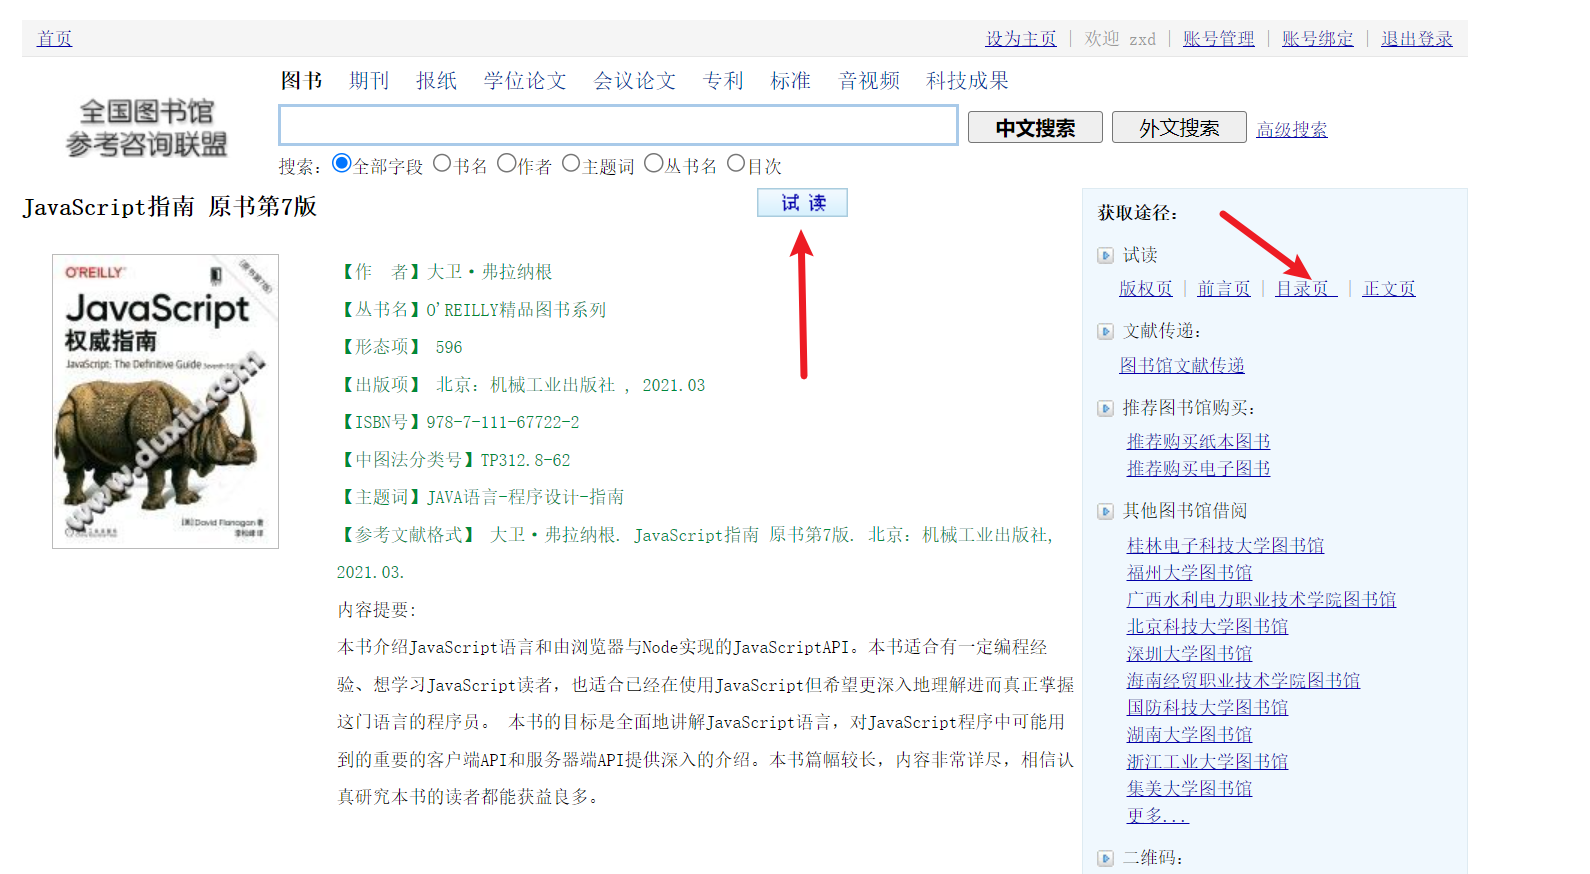 首页
设为主页 | 欢迎 zxd | 账号管理 | 账号绑定 | 退出登录
图书 期刊 报纸 学位论文 会议论文 专利 标准 音视频 科技成果
全国图书馆
参考咨询联盟
中文搜索 外文搜索 高级搜索
搜索: 全部字段 书名 作者 主题词 丛书名 目次
JavaScript指南 原书第7版
试 读
O'REILLY
JavaScript
权威指南
JavaScript: The Definitive Guide
www.duxiu.com
[美] David Flanagan 著
李松峰 译
【作 者】大卫·弗拉纳根
【丛书名】O'REILLY精品图书系列
【形态项】 596
【出版项】 北京：机械工业出版社 , 2021.03
【ISBN号】978-7-111-67722-2
【中图法分类号】TP312.8-62
【主题词】JAVA语言-程序设计-指南
【参考文献格式】 大卫·弗拉纳根. JavaScript指南 原书第7版. 北京：机械工业出版社,
2021.03.
内容提要:
本书介绍JavaScript语言和由浏览器与Node实现的JavaScriptAPI。本书适合有一定编程经
验、想学习JavaScript读者，也适合已经在使用JavaScript但希望更深入地理解进而真正掌握
这门语言的程序员。 本书的目标是全面地讲解JavaScript语言，对JavaScript程序中可能用
到的重要的客户端API和服务器端API提供深入的介绍。本书篇幅较长，内容非常详尽，相信认
真研究本书的读者都能获益良多。
获取途径:
试读
版权页 | 前言页 | 目录页 | 正文页
文献传递:
图书馆文献传递
推荐图书馆购买:
推荐购买纸本图书
推荐购买电子图书
其他图书馆借阅
桂林电子科技大学图书馆
福州大学图书馆
广西水利电力职业技术学院图书馆
北京科技大学图书馆
深圳大学图书馆
海南经贸职业技术学院图书馆
国防科技大学图书馆
湖南大学图书馆
浙江工业大学图书馆
集美大学图书馆
更多...
二维码: